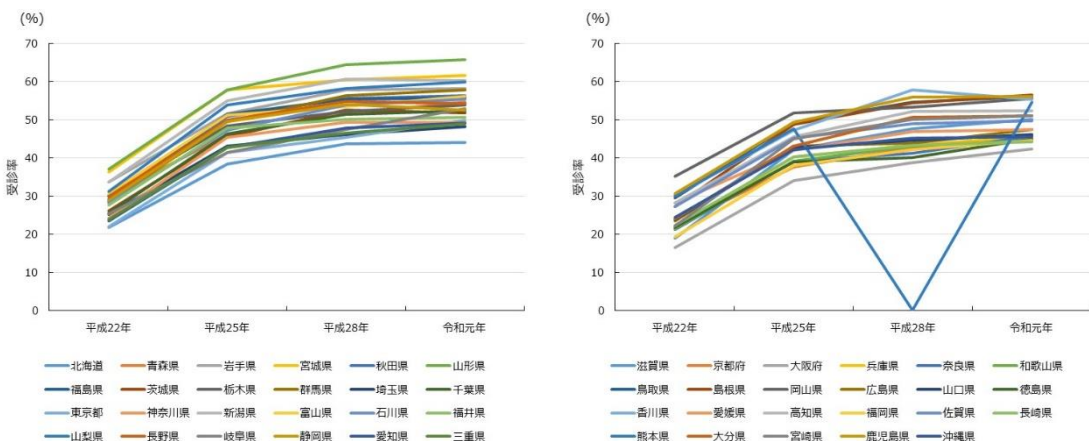 (%)
70
60
50
40
30
20
10
0
受診率
平成22年 平成25年 平成28年 令和元年
北海道 青森県 岩手県 宮城県 秋田県 山形県
福島県 茨城県 栃木県 群馬県 埼玉県 千葉県
東京都 神奈川県 新潟県 富山県 石川県 福井県
山梨県 長野県 岐阜県 静岡県 愛知県 三重県
(%)
70
60
50
40
30
20
10
0
受診率
平成22年 平成25年 平成28年 令和元年
滋賀県 京都府 大阪府 兵庫県 奈良県 和歌山県
鳥取県 島根県 岡山県 広島県 山口県 徳島県
香川県 愛媛県 高知県 福岡県 佐賀県 長崎県
熊本県 大分県 宮崎県 鹿児島県 沖縄県